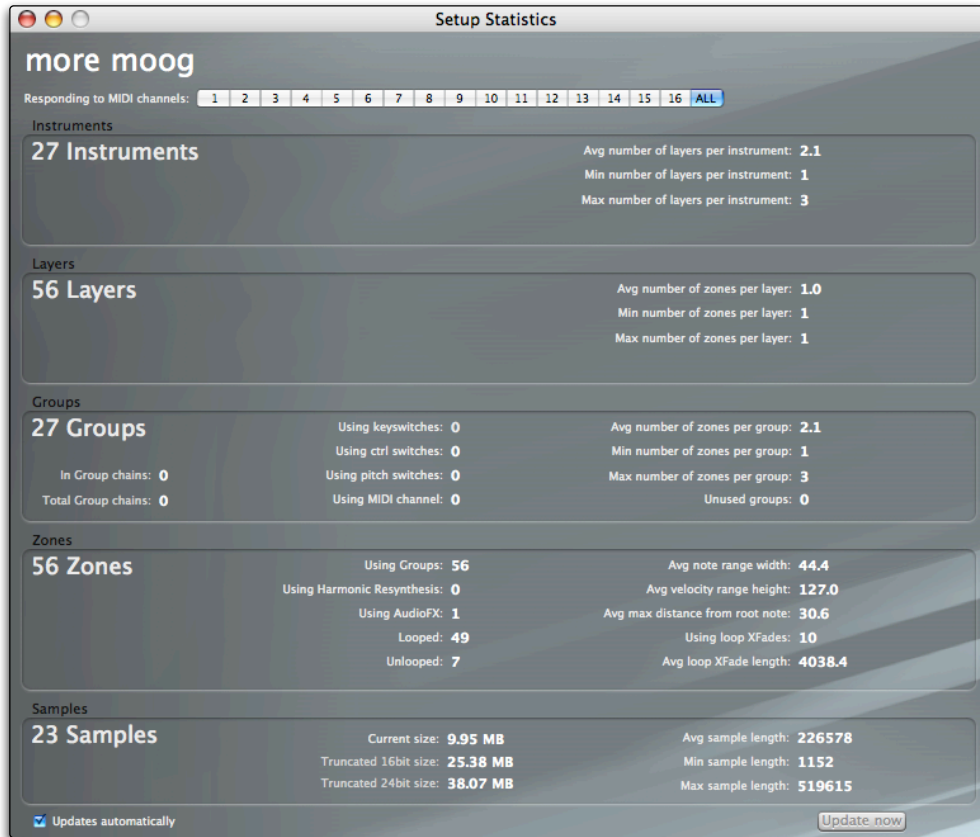 Setup Statistics
more moog
Responding to MIDI channels: 1 2 3 4 5 6 7 8 9 10 11 12 13 14 15 16 ALL
Instruments
27 Instruments
Avg number of layers per instrument: 2.1
Min number of layers per instrument: 1
Max number of layers per instrument: 3
Layers
56 Layers
Avg number of zones per layer: 1.0
Min number of zones per layer: 1
Max number of zones per layer: 1
Groups
27 Groups
In Group chains: 0
Total Group chains: 0
Using keyswitches: 0
Using ctrl switches: 0
Using pitch switches: 0
Using MIDI channel: 0
Avg number of zones per group: 2.1
Min number of zones per group: 1
Max number of zones per group: 3
Unused groups: 0
Zones
56 Zones
Using Groups: 56
Using Harmonic Resynthesis: 0
Using AudioFX: 1
Looped: 49
Unlooped: 7
Avg note range width: 44.4
Avg velocity range height: 127.0
Avg max distance from root note: 30.6
Using loop XFades: 10
Avg loop XFade length: 4038.4
Samples
23 Samples
Current size: 9.95 MB
Truncated 16bit size: 25.38 MB
Truncated 24bit size: 38.07 MB
Avg sample length: 226578
Min sample length: 1152
Max sample length: 519615
Updates automatically
Update now